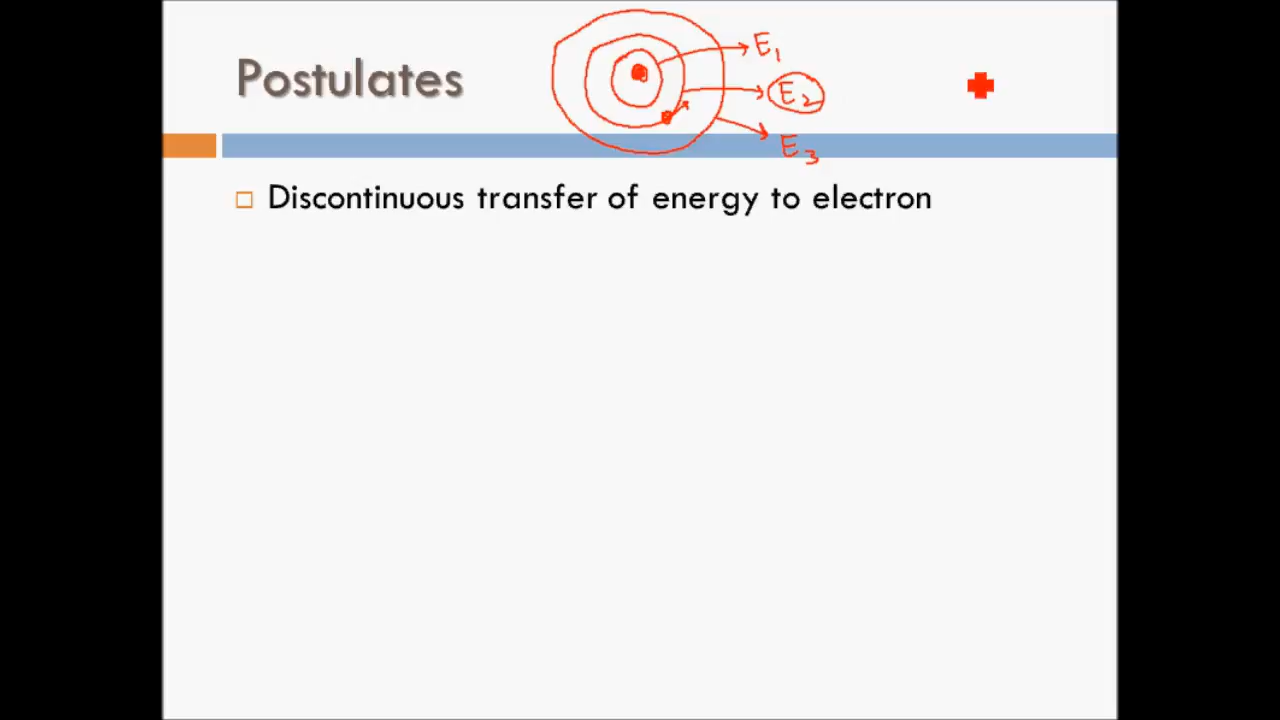 Postulates
E1
E2
E3
Discontinuous transfer of energy to electron